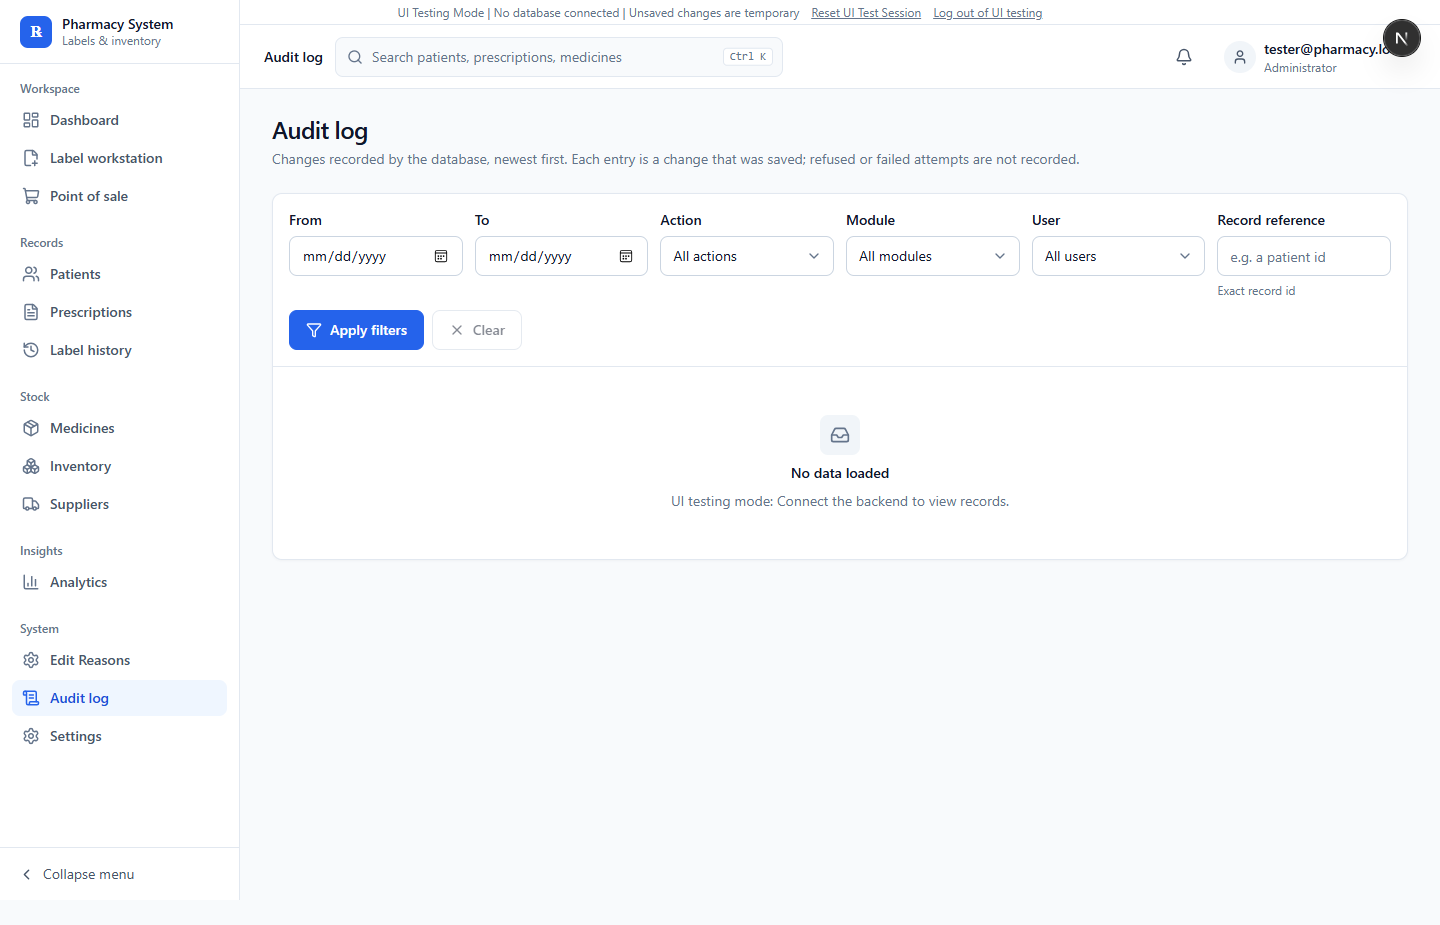 Pharmacy System
Labels & inventory
Workspace
Dashboard
Label workstation
Point of sale
Records
Patients
Prescriptions
Label history
Stock
Medicines
Inventory
Suppliers
Insights
Analytics
System
Edit Reasons
Audit log
Settings
Collapse menu
UI Testing Mode | No database connected | Unsaved changes are temporary Reset UI Test Session Log out of UI testing
Audit log
Search patients, prescriptions, medicines
Ctrl K
tester@pharmacy.lo
Administrator
N
Audit log
Changes recorded by the database, newest first. Each entry is a change that was saved; refused or failed attempts are not recorded.
From To Action Module User Record reference
mm/dd/yyyy mm/dd/yyyy All actions All modules All users e.g. a patient id
Exact record id
Apply filters Clear
No data loaded
UI testing mode: Connect the backend to view records.